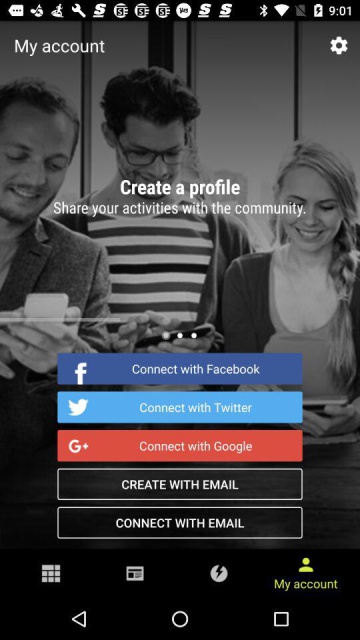 9:01
My account
Create a profile
Share your activities with the community.
Connect with Facebook
Connect with Twitter
G+ Connect with Google
CREATE WITH EMAIL
CONNECT WITH EMAIL
My account